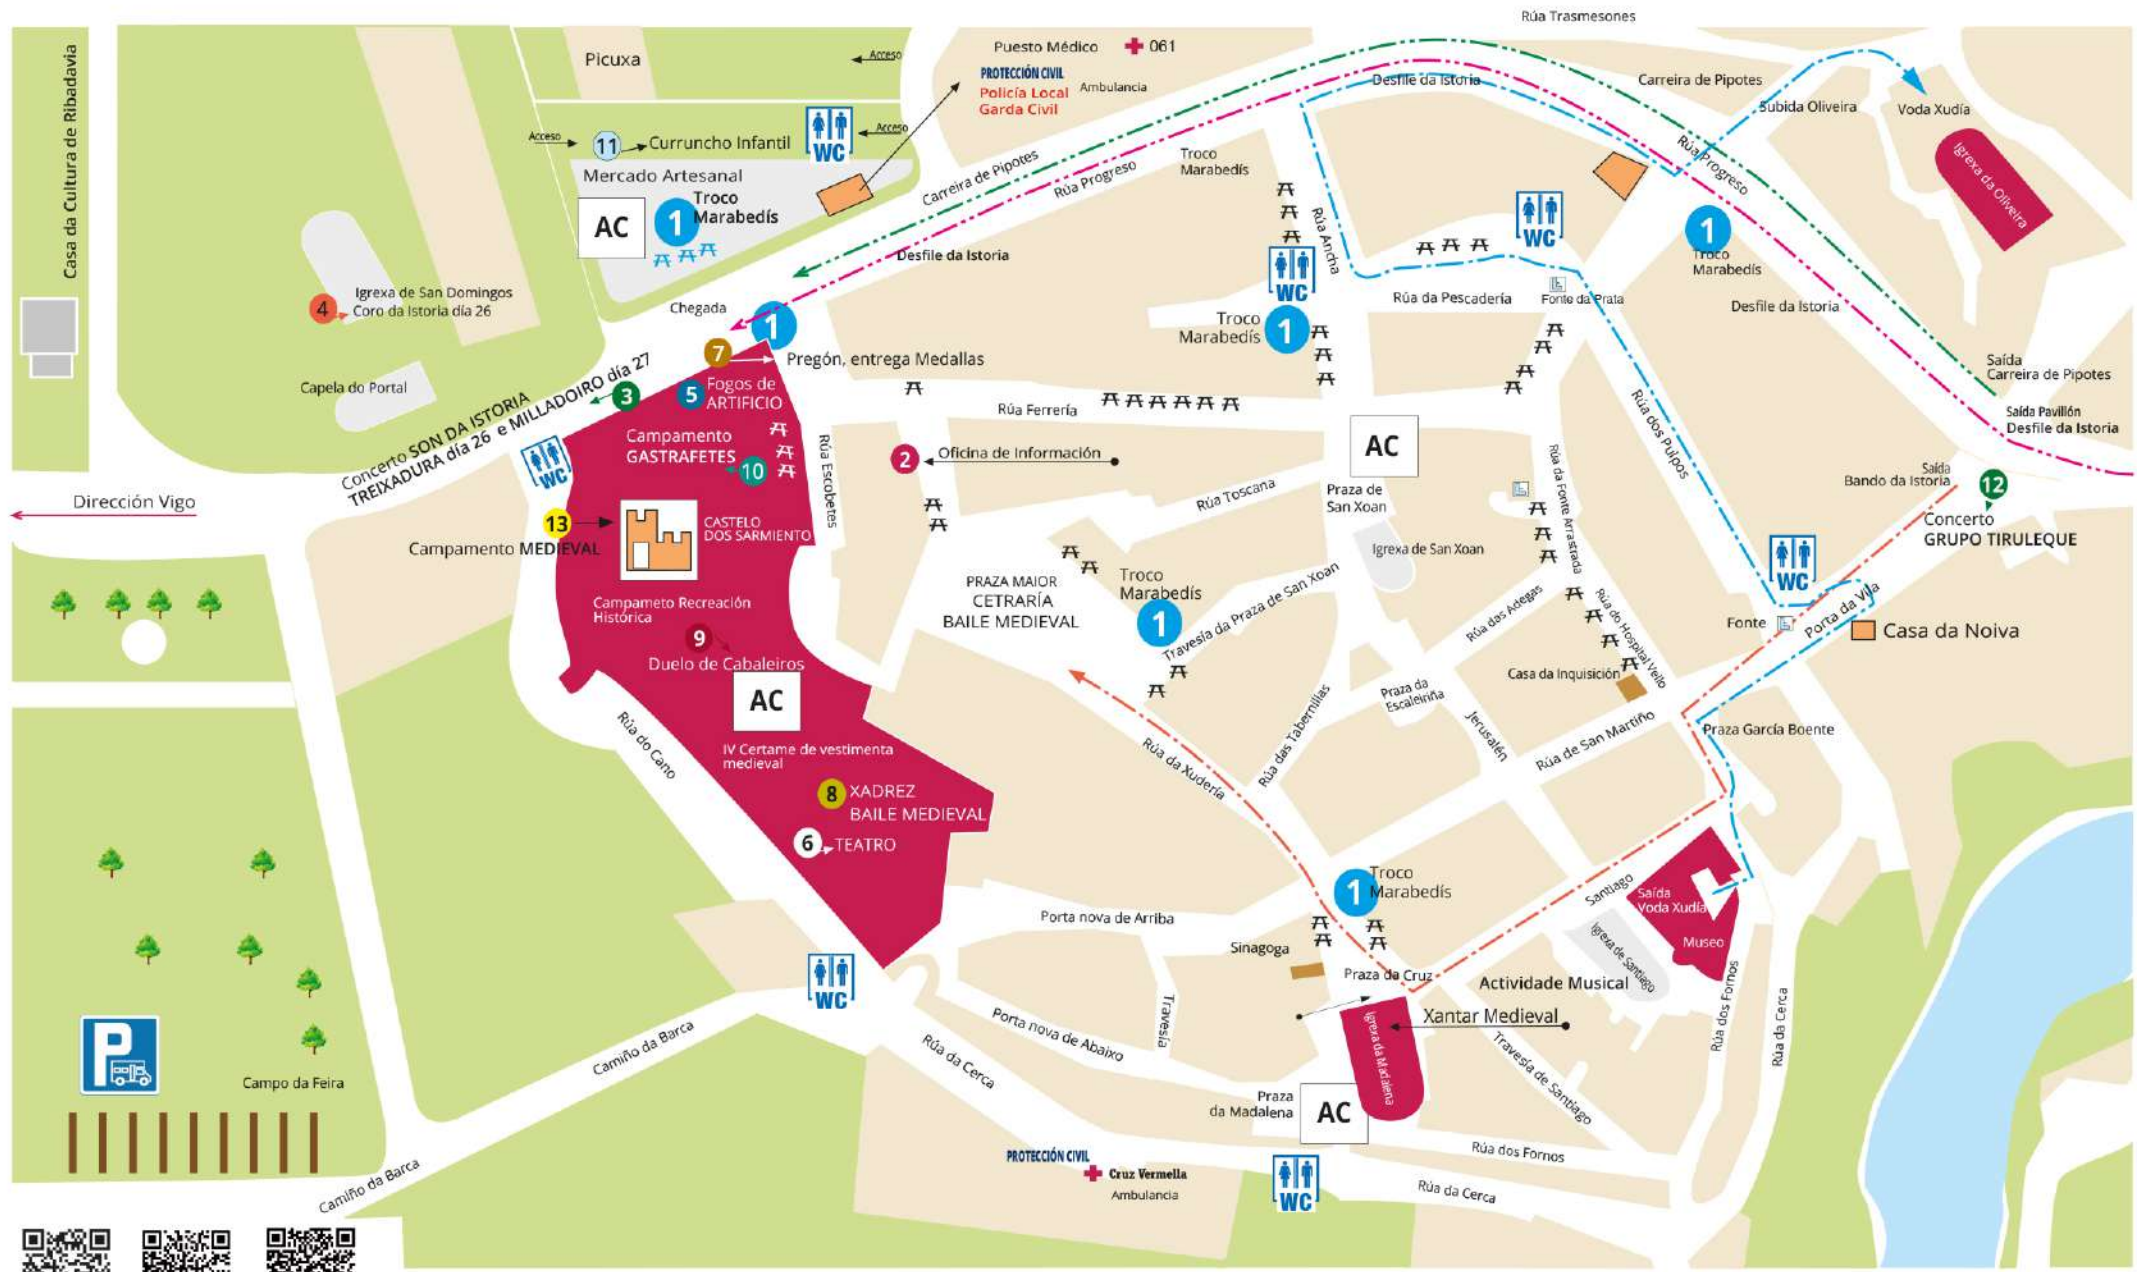 Rúa Trasmesones
Casa da Cultura de Ribadavia
Picuxa
Acceso
Puesto Médico
061
PROTECCIÓN CIVIL
Policía Local
Garda Civil
Ambulancia
Desfile da Istoria
Carreira de Pipotes
Subida Oliveira
Voda Xudía
Igrexa da Oliveira
Acceso
11
Curruncho Infantil
WC
Acceso
Mercado Artesanal
AC
1
Troco
Marabedís
Carreira de Pipotes
Rúa Progreso
Troco
Marabedís
Rúa Ancha
Rúa Progreso
WC
1
Troco
Marabedís
Desfile da Istoria
WC
4
Igrexa de San Domingos
Coro da Istoria día 26
Chegada
1
Troco
Marabedís
1
Rúa da Pescadería
Fonte da Prata
Desfile da Istoria
7
Pregón, entrega Medallas
Saída
Carreira de Pipotes
Capela do Portal
Concerto SON DA ISTORIA
TREIXADURA día 26 e MILLADOIRO día 27
3
5
Fogos de
ARTIFICIO
Rúa Ferrería
Rúa dos Pulpos
Saída Pavillón
Desfile da Istoria
WC
Campamento
GASTRAFETES
10
Rúa Escobetes
2
Oficina de Información
AC
Praza de
San Xoan
Rúa Toscana
Rúa da Fonte Arrastrada
Saída
Bando da Istoria
12
Concerto
GRUPO TIRULEQUE
Dirección Vigo
13
Campamento MEDIEVAL
CASTELO
DOS SARMIENTO
Igrexa de San Xoan
WC
PRAZA MAIOR
CETRARÍA
BAILE MEDIEVAL
Troco
Marabedís
1
Travesía da Praza de San Xoan
Rúa das Adegas
Rúa do Hospital Vello
Fonte
Porta da Vila
Casa da Noiva
Campameto Recreación
Histórica
9
Duelo de Cabaleiros
AC
Casa da Inquisición
Praza da
Escaleiriña
Jerusalén
Rúa de San Martiño
Praza García Boente
Rúa do Cano
Rúa da Xudería
Rúa das Tabernillas
IV Certame de vestimenta
medieval
8
XADREZ
BAILE MEDIEVAL
6
TEATRO
1
Troco
Marabedís
Santiago
Saída
Voda Xudía
Museo
Porta nova de Arriba
Sinagoga
Igrexa de Santiago
Praza da Cruz
Actividade Musical
Xantar Medieval
WC
Travesía
Porta nova de Abaixo
Igrexa da Madalena
Travesía de Santiago
Rúa dos Fornos
Rúa da Cerca
P
Campo da Feira
Camiño da Barca
Rúa da Cerca
Praza
da Madalena
AC
Rúa dos Fornos
PROTECCIÓN CIVIL
Cruz Vermella
Ambulancia
WC
Rúa da Cerca
Camiño da Barca